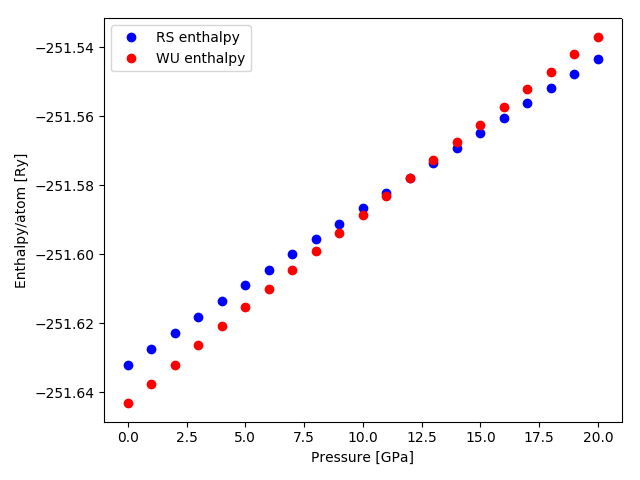 RS enthalpy
WU enthalpy
−251.54
−251.56
−251.58
−251.60
−251.62
−251.64
Enthalpy/atom [Ry]
0.0 2.5 5.0 7.5 10.0 12.5 15.0 17.5 20.0
Pressure [GPa]